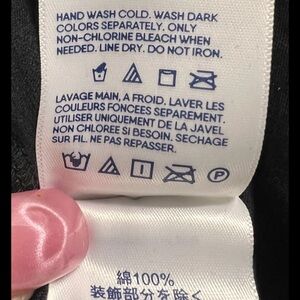 HAND WASH COLD. WASH DARK
COLORS SEPARATELY. ONLY
NON-CHLORINE BLEACH WHEN
NEEDED. LINE DRY. DO NOT IRON.
LAVAGE MAIN, A FROID. LAVER LES
COULEURS FONCÉES SEPAREMENT.
UTILISER UNIQUEMENT DE LA JAVEL
NON CHLOREE SI BESOIN. SECHAGE
SUR FIL. NE PAS REPASSER.
P
綿100%
装飾部分を除く